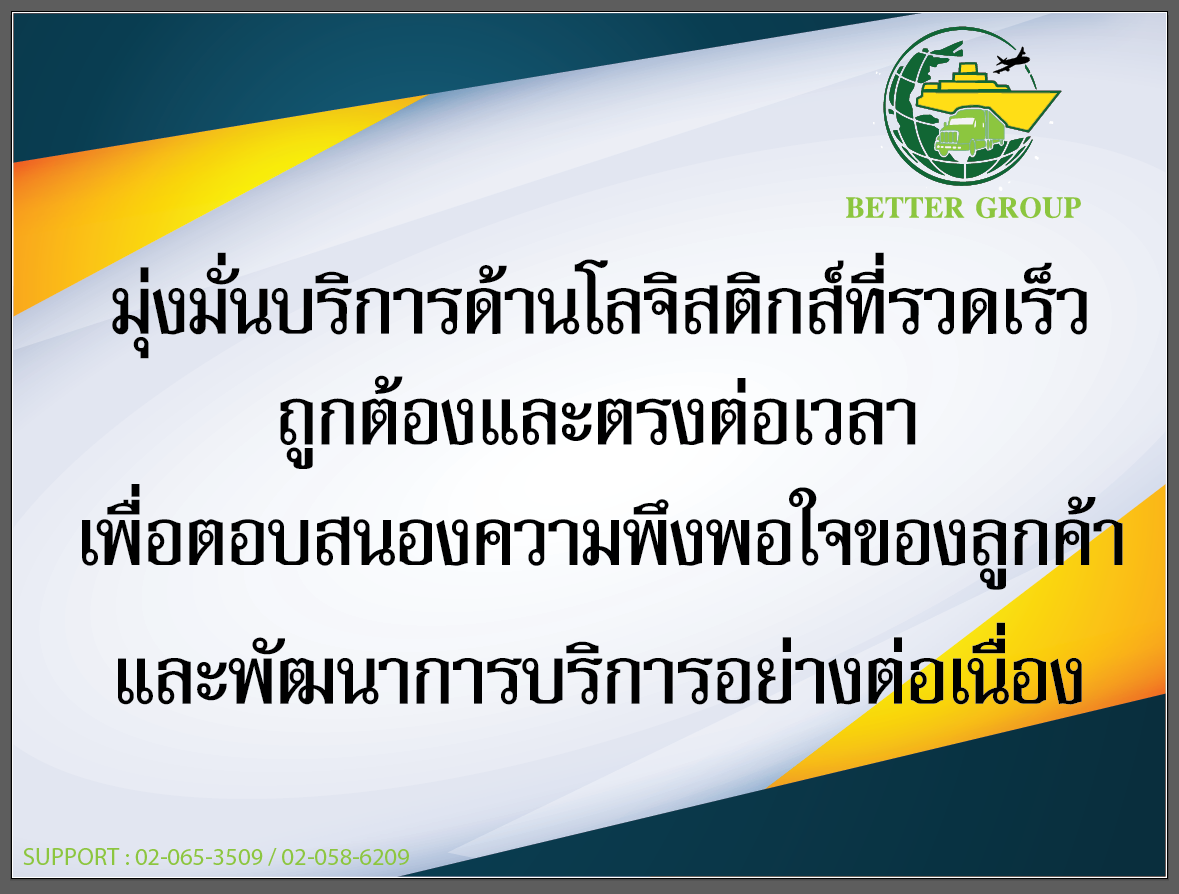 BETTER GROUP
มุ่งมั่นบริการด้านโลจิสติกส์ที่รวดเร็ว
ถูกต้องและตรงต่อเวลา
เพื่อตอบสนองความพึงพอใจของลูกค้า
และพัฒนาการบริการอย่างต่อเนื่อง
SUPPORT : 02-065-3509 / 02-058-6209